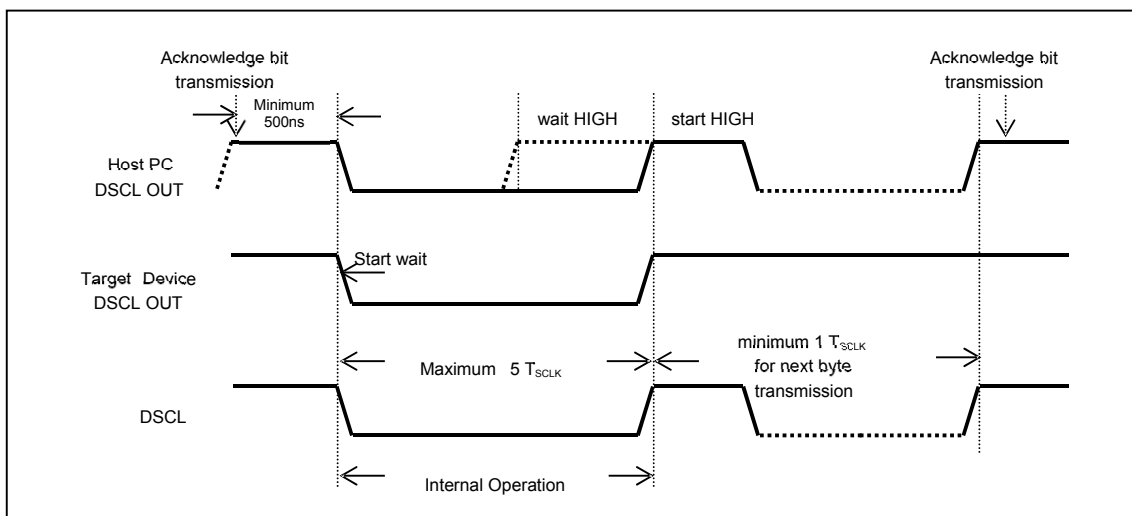 Acknowledge bit
transmission
Acknowledge bit
transmission
Minimum
500ns
wait HIGH
start HIGH
Host PC
DSCL OUT
Start wait
Target Device
DSCL OUT
Maximum 5 TSCLK
minimum 1 TSCLK
for next byte
transmission
DSCL
Internal Operation